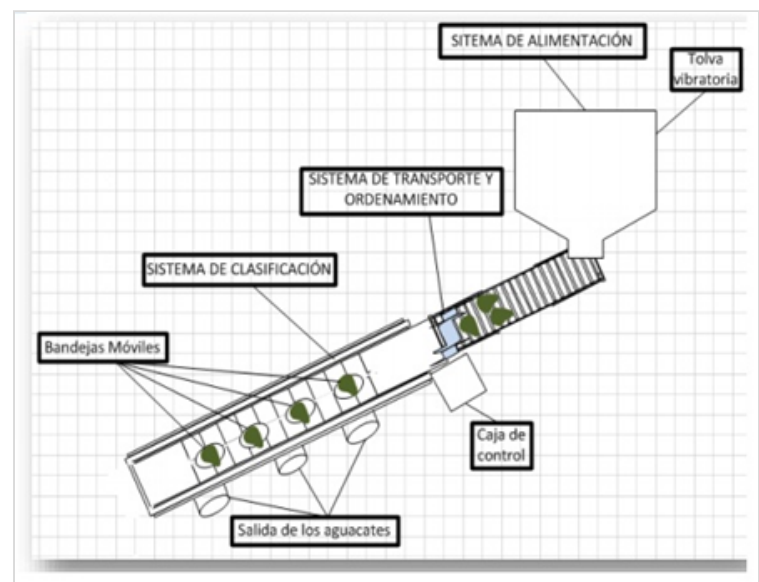 SITEMA DE ALIMENTACIÓN
Tolva
vibratoria
SISTEMA DE TRANSPORTE Y
ORDENAMIENTO
SISTEMA DE CLASIFICACIÓN
Bandejas Móviles
Caja de
control
Salida de los aguacates